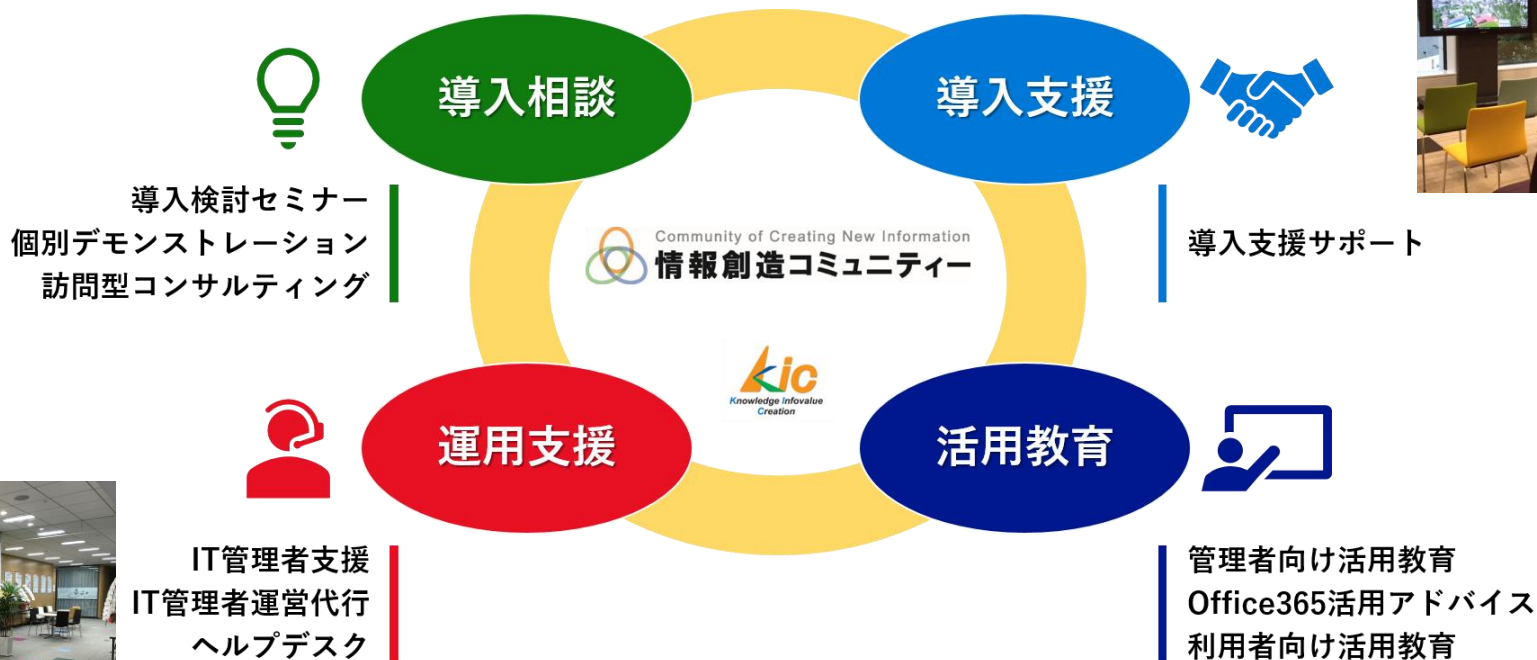 導入相談
導入支援
導入検討セミナー
個別デモンストレーション
訪問型コンサルティング
Community of Creating New Information
情報創造コミュニティー
導入支援サポート
Kic
Knowledge Infovalue
Creation
運用支援
活用教育
IT管理者支援
IT管理者運営代行
ヘルプデスク
管理者向け活用教育
Office365活用アドバイス
利用者向け活用教育